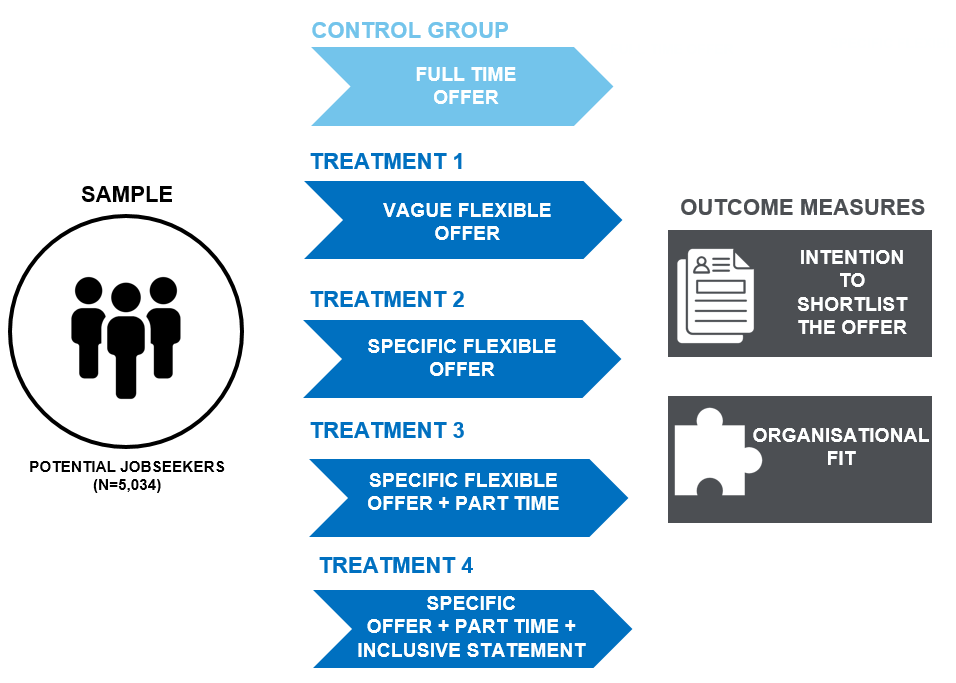 SAMPLE
POTENTIAL JOBSEEKERS
(N=5,034)
CONTROL GROUP
FULL TIME
OFFER
TREATMENT 1
VAGUE FLEXIBLE
OFFER
TREATMENT 2
SPECIFIC FLEXIBLE
OFFER
TREATMENT 3
SPECIFIC FLEXIBLE
OFFER + PART TIME
TREATMENT 4
SPECIFIC
OFFER + PART TIME +
INCLUSIVE STATEMENT
OUTCOME MEASURES
INTENTION
TO
SHORTLIST
THE OFFER
ORGANISATIONAL
FIT